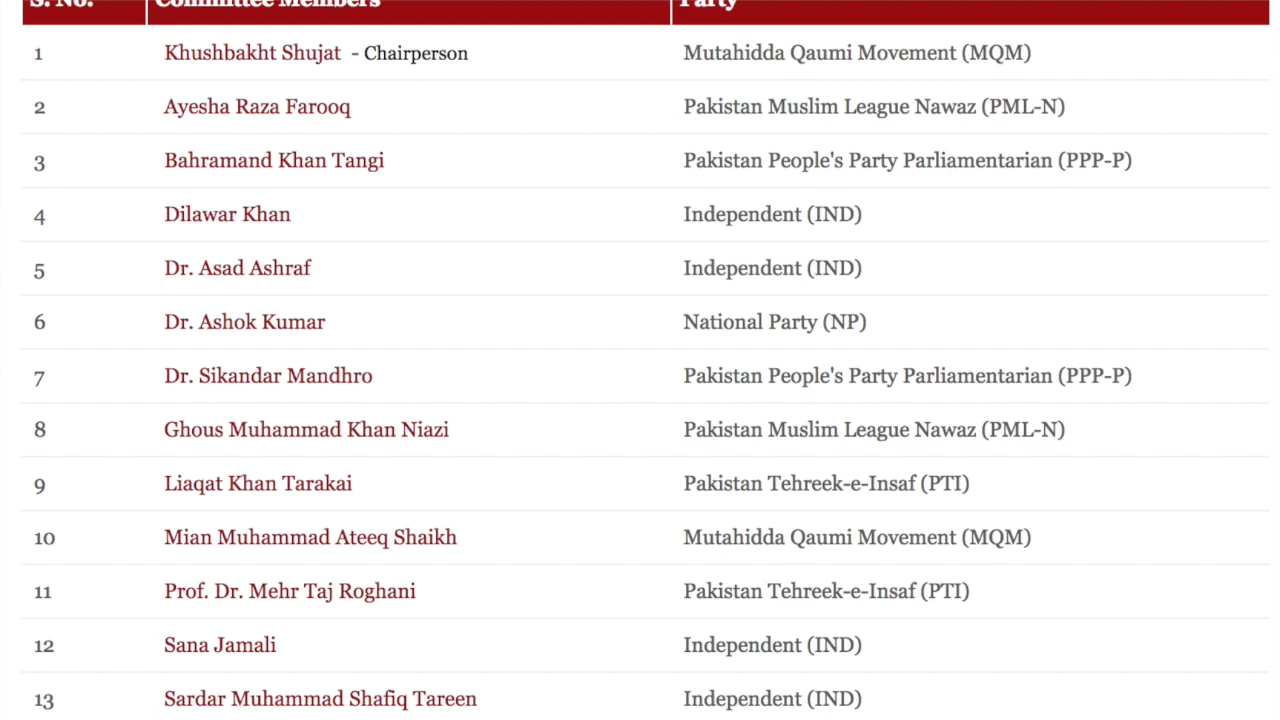 S. No. Committee Members Party
1 Khushbakht Shujat - Chairperson Mutahidda Qaumi Movement (MQM)
2 Ayesha Raza Farooq Pakistan Muslim League Nawaz (PML-N)
3 Bahramand Khan Tangi Pakistan People's Party Parliamentarian (PPP-P)
4 Dilawar Khan Independent (IND)
5 Dr. Asad Ashraf Independent (IND)
6 Dr. Ashok Kumar National Party (NP)
7 Dr. Sikandar Mandhro Pakistan People's Party Parliamentarian (PPP-P)
8 Ghous Muhammad Khan Niazi Pakistan Muslim League Nawaz (PML-N)
9 Liaqat Khan Tarakai Pakistan Tehreek-e-Insaf (PTI)
10 Mian Muhammad Ateeq Shaikh Mutahidda Qaumi Movement (MQM)
11 Prof. Dr. Mehr Taj Roghani Pakistan Tehreek-e-Insaf (PTI)
12 Sana Jamali Independent (IND)
13 Sardar Muhammad Shafiq Tareen Independent (IND)